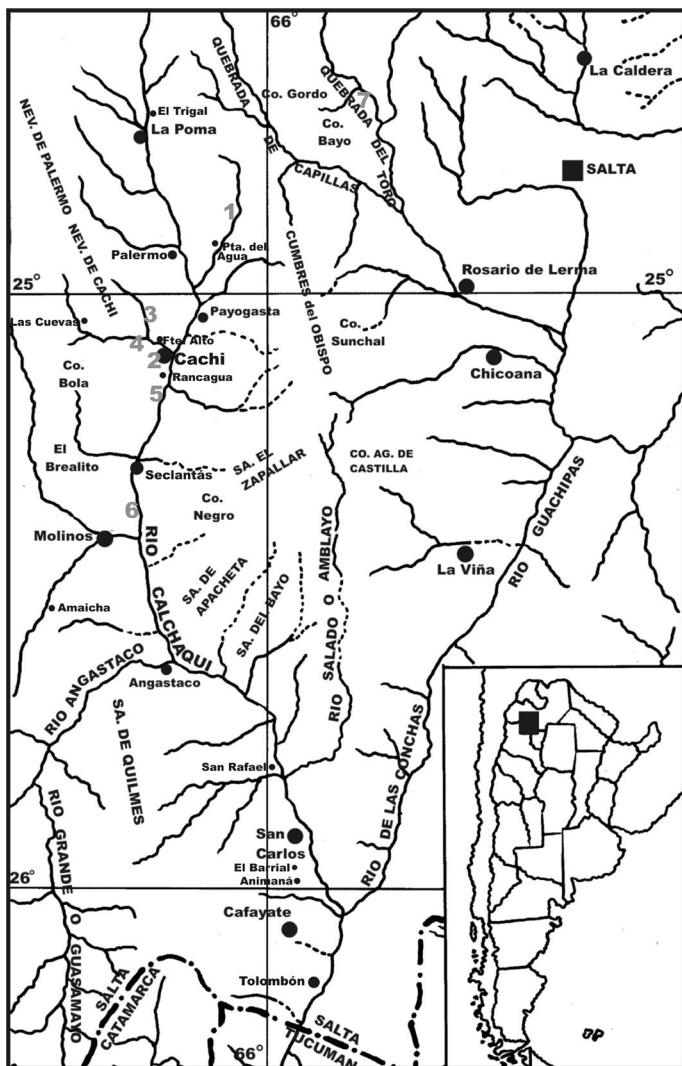 66°
QUEBRADA
DE
CAPILLAS
Co. Gordo
QUEBRADA
DEL TORO
7
Co.
Bayo
La Caldera
SALTA
El Trigal
La Poma
NEV. DE PALERMO
NEV. DE CACHI
1
Pta. del
Agua
Palermo
CUMBRES del OBISPO
Rosario de Lerma
25°
25°
Las Cuevas
3
Payogasta
Co.
Sunchal
4
Fte. Alto
2
Cachi
Rancagua
5
Co.
Bola
Chicoana
El
Brealito
Seclantás
SA. EL
ZAPALLAR
CO. AG. DE
CASTILLA
6
Co.
Negro
Molinos
RIO
CALCHAQUI
SA. DE
APACHETA
SA. DEL BAYO
RIO
SALADO O AMBLAYO
La Viña
RIO
GUACHIPAS
Amaicha
RIO ANGASTACO
Angastaco
SA. DE QUILMES
San Rafael
RIO
DE LAS CONCHAS
San
Carlos
El Barrial
Animaná
26°
RIO GRANDE
O
GUASAMAYO
Cafayate
Tolombón
SALTA
CATAMARCA
SALTA
TUCUMAN
66°